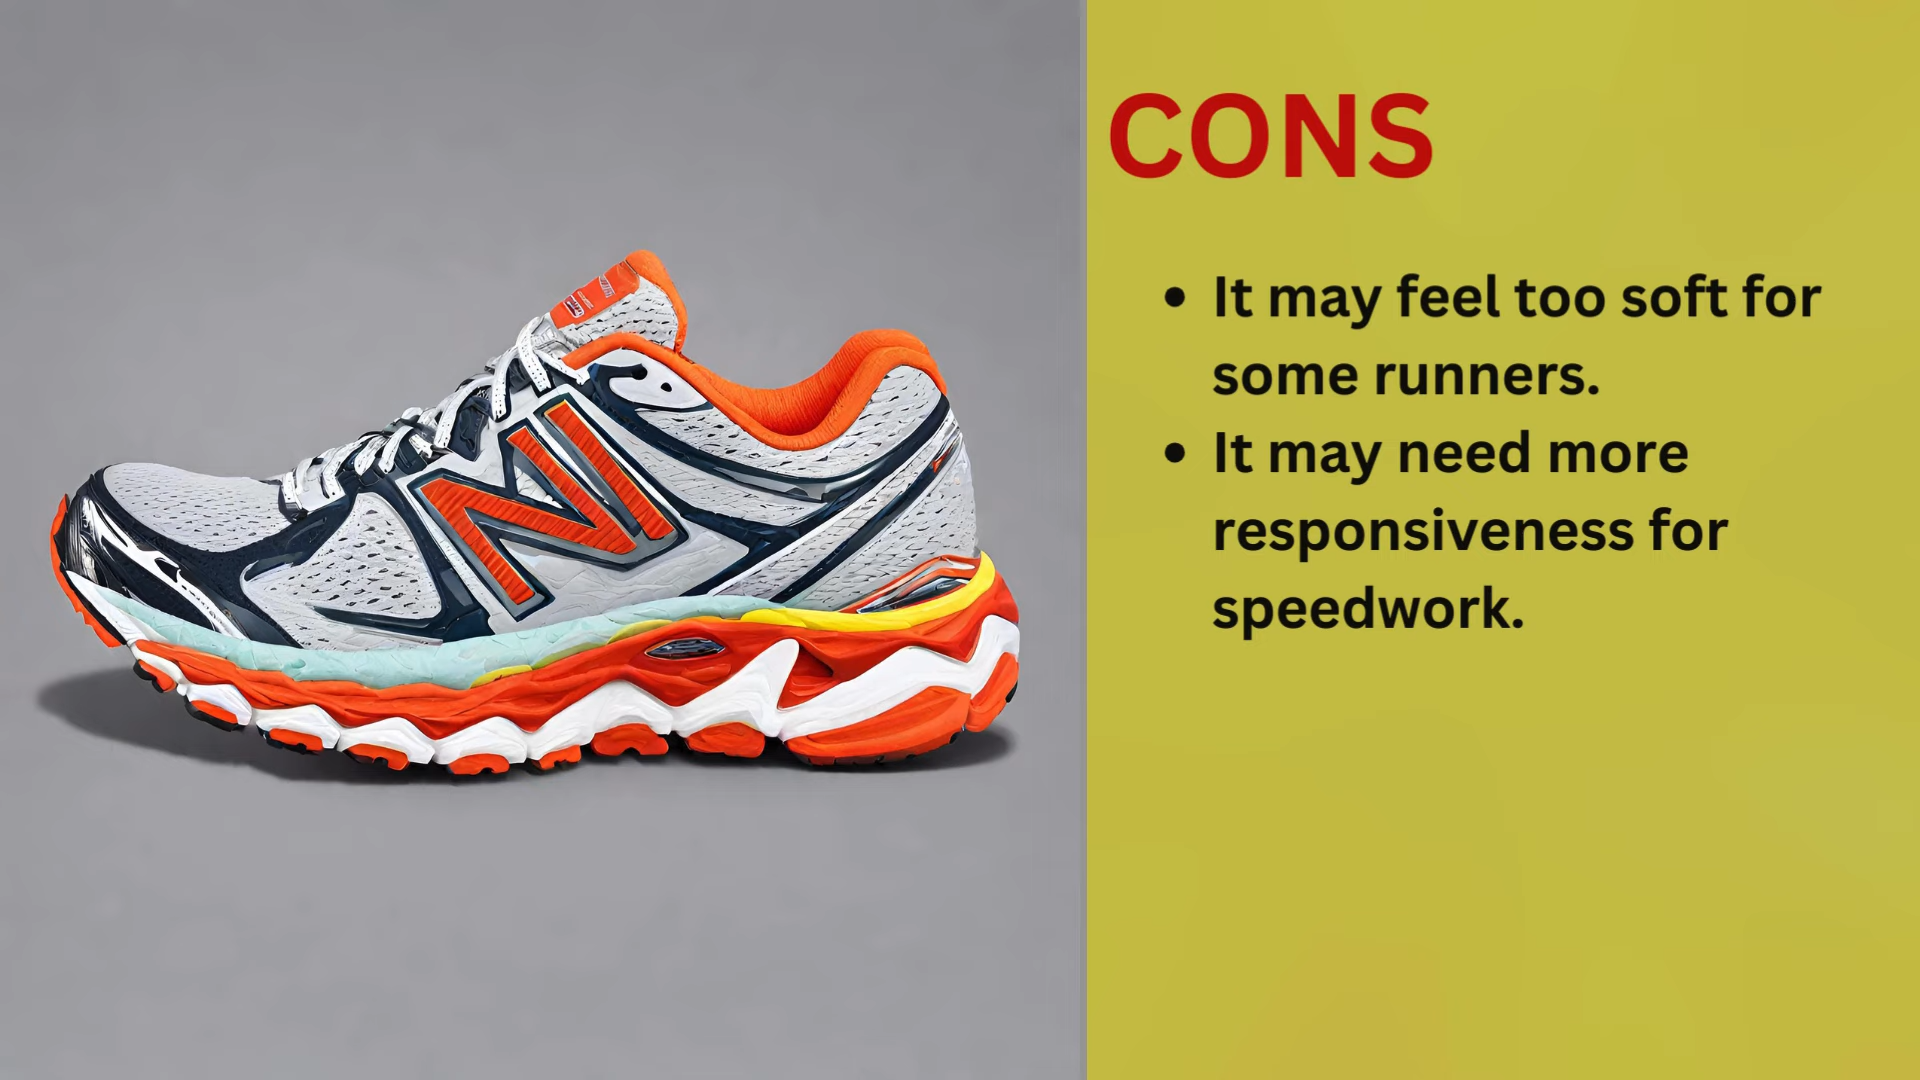 CONS
• It may feel too soft for
some runners.
• It may need more
responsiveness for
speedwork.
N